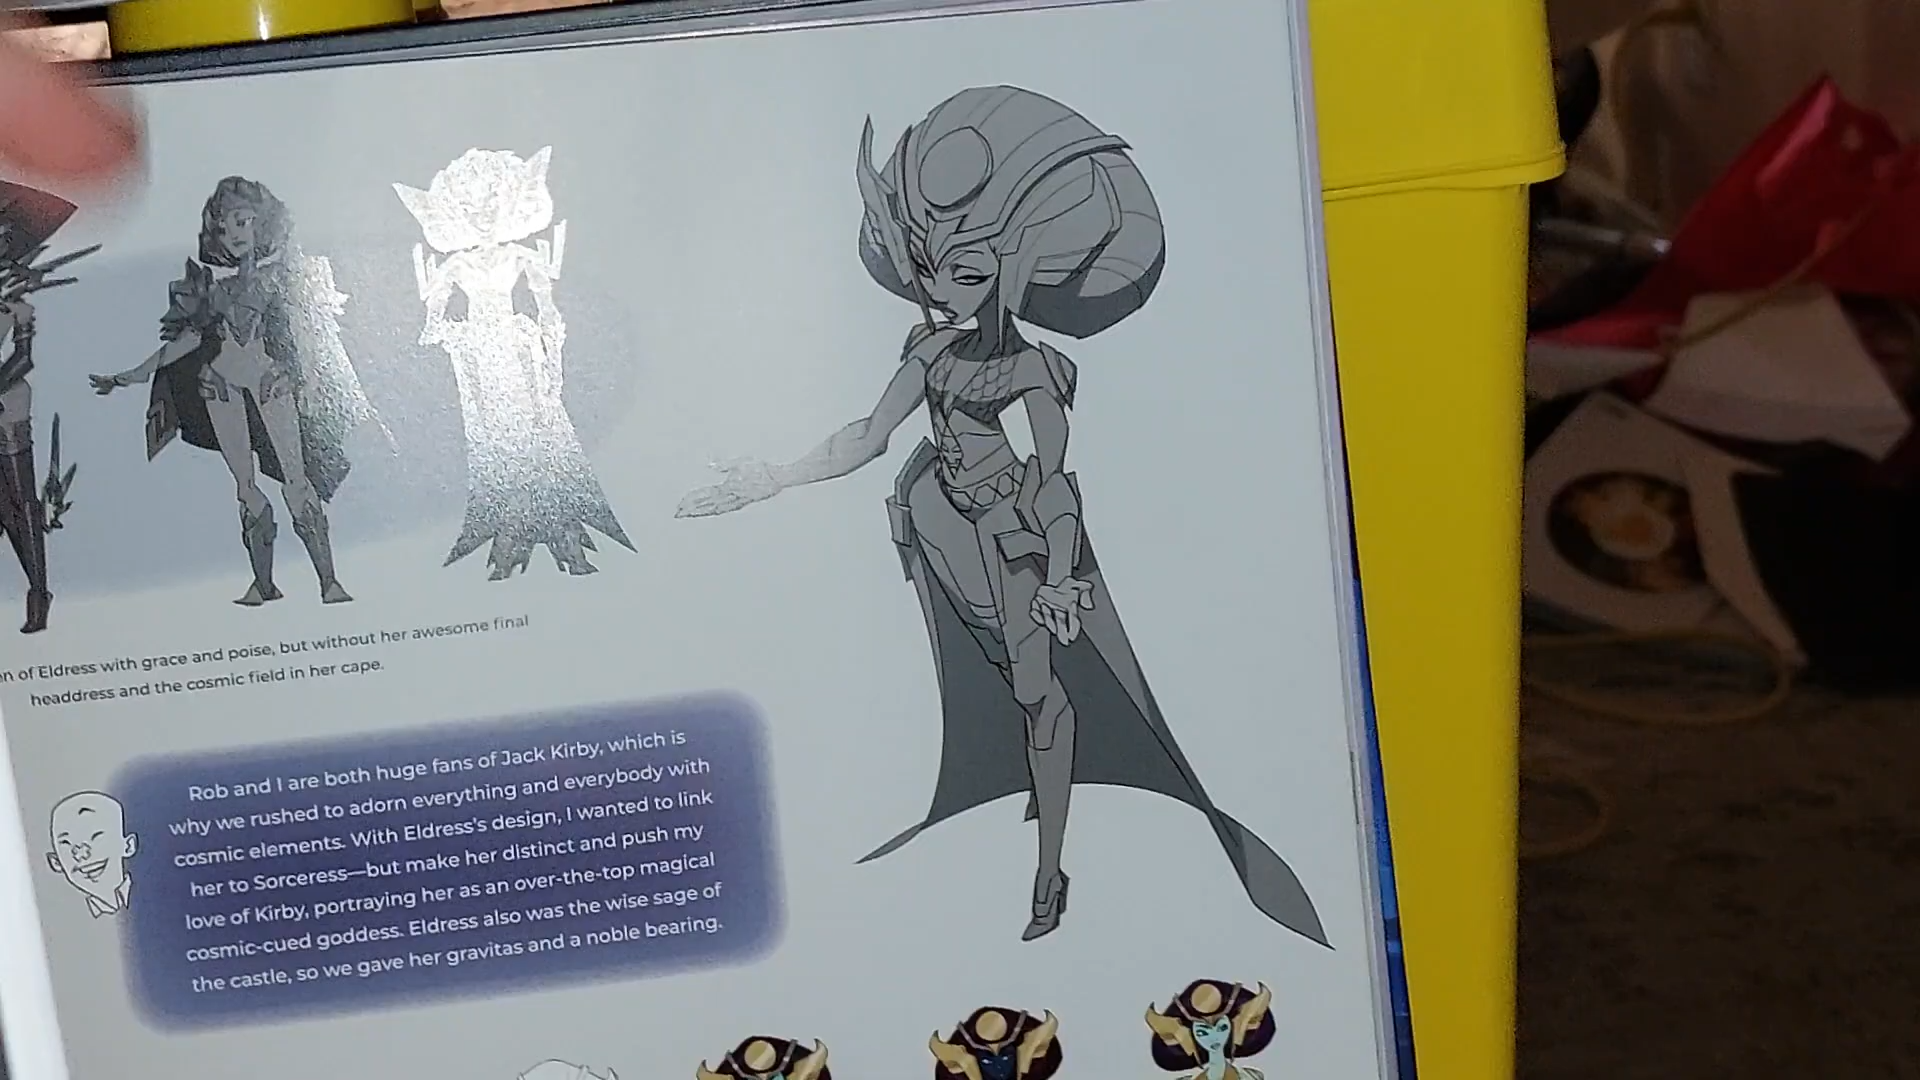 of Eldress with grace and poise, but without her awesome final
headdress and the cosmic field in her cape.
Rob and I are both huge fans of Jack Kirby, which is
why we rushed to adorn everything and everybody with
cosmic elements. With Eldress's design, I wanted to link
her to Sorceress—but make her distinct and push my
love of Kirby, portraying her as an over-the-top magical
cosmic-cued goddess. Eldress also was the wise sage of
the castle, so we gave her gravitas and a noble bearing.